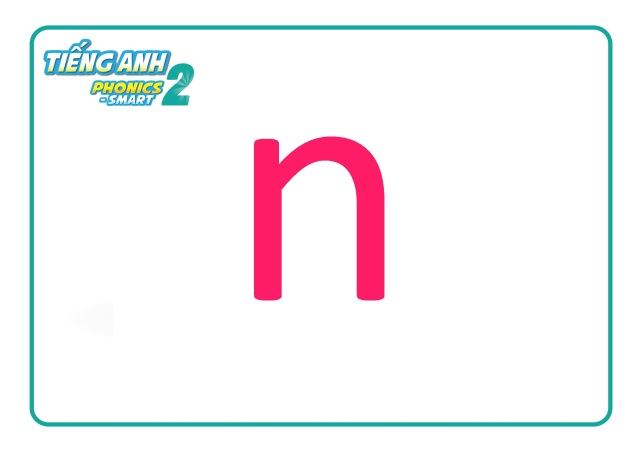 TIẾNG ANH
PHONICS
-SMART 2
n